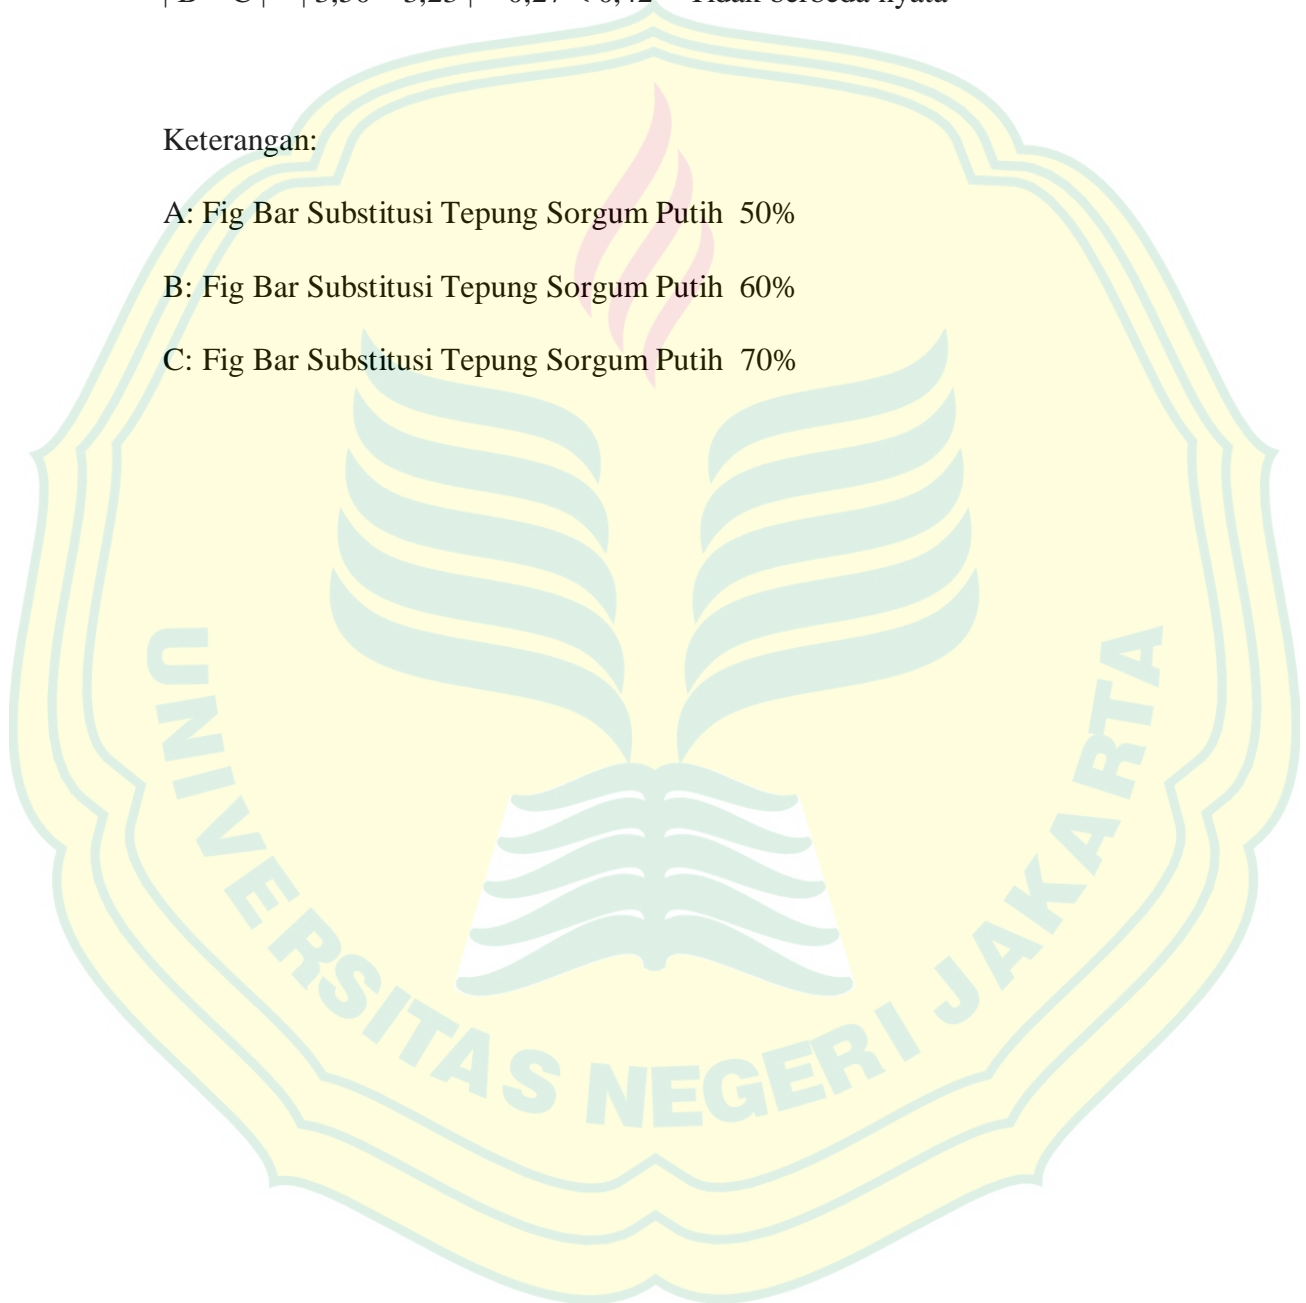 Keterangan:
A: Fig Bar Substitusi Tepung Sorgum Putih 50%
B: Fig Bar Substitusi Tepung Sorgum Putih 60%
C: Fig Bar Substitusi Tepung Sorgum Putih 70%
UNIVERSITAS NEGERI JAKARTA